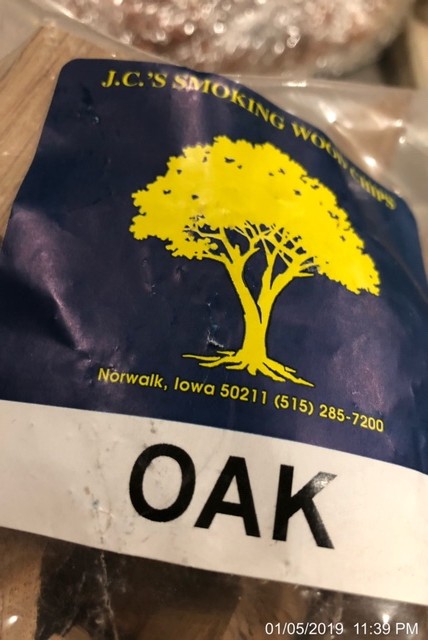 J.C.'S SMOKING WOOD CHIPS
Norwalk, Iowa 50211 (515) 285-7200
OAK
01/05/2019 11:39 PM